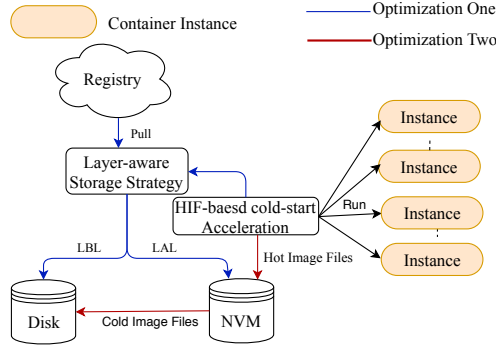 Container Instance
Optimization One
Optimization Two
Registry
Pull
Layer-aware
Storage Strategy
HIF-baesd cold-start
Acceleration
Run
Instance
Instance
Instance
Instance
LBL
LAL
Hot Image Files
Disk
Cold Image Files
NVM